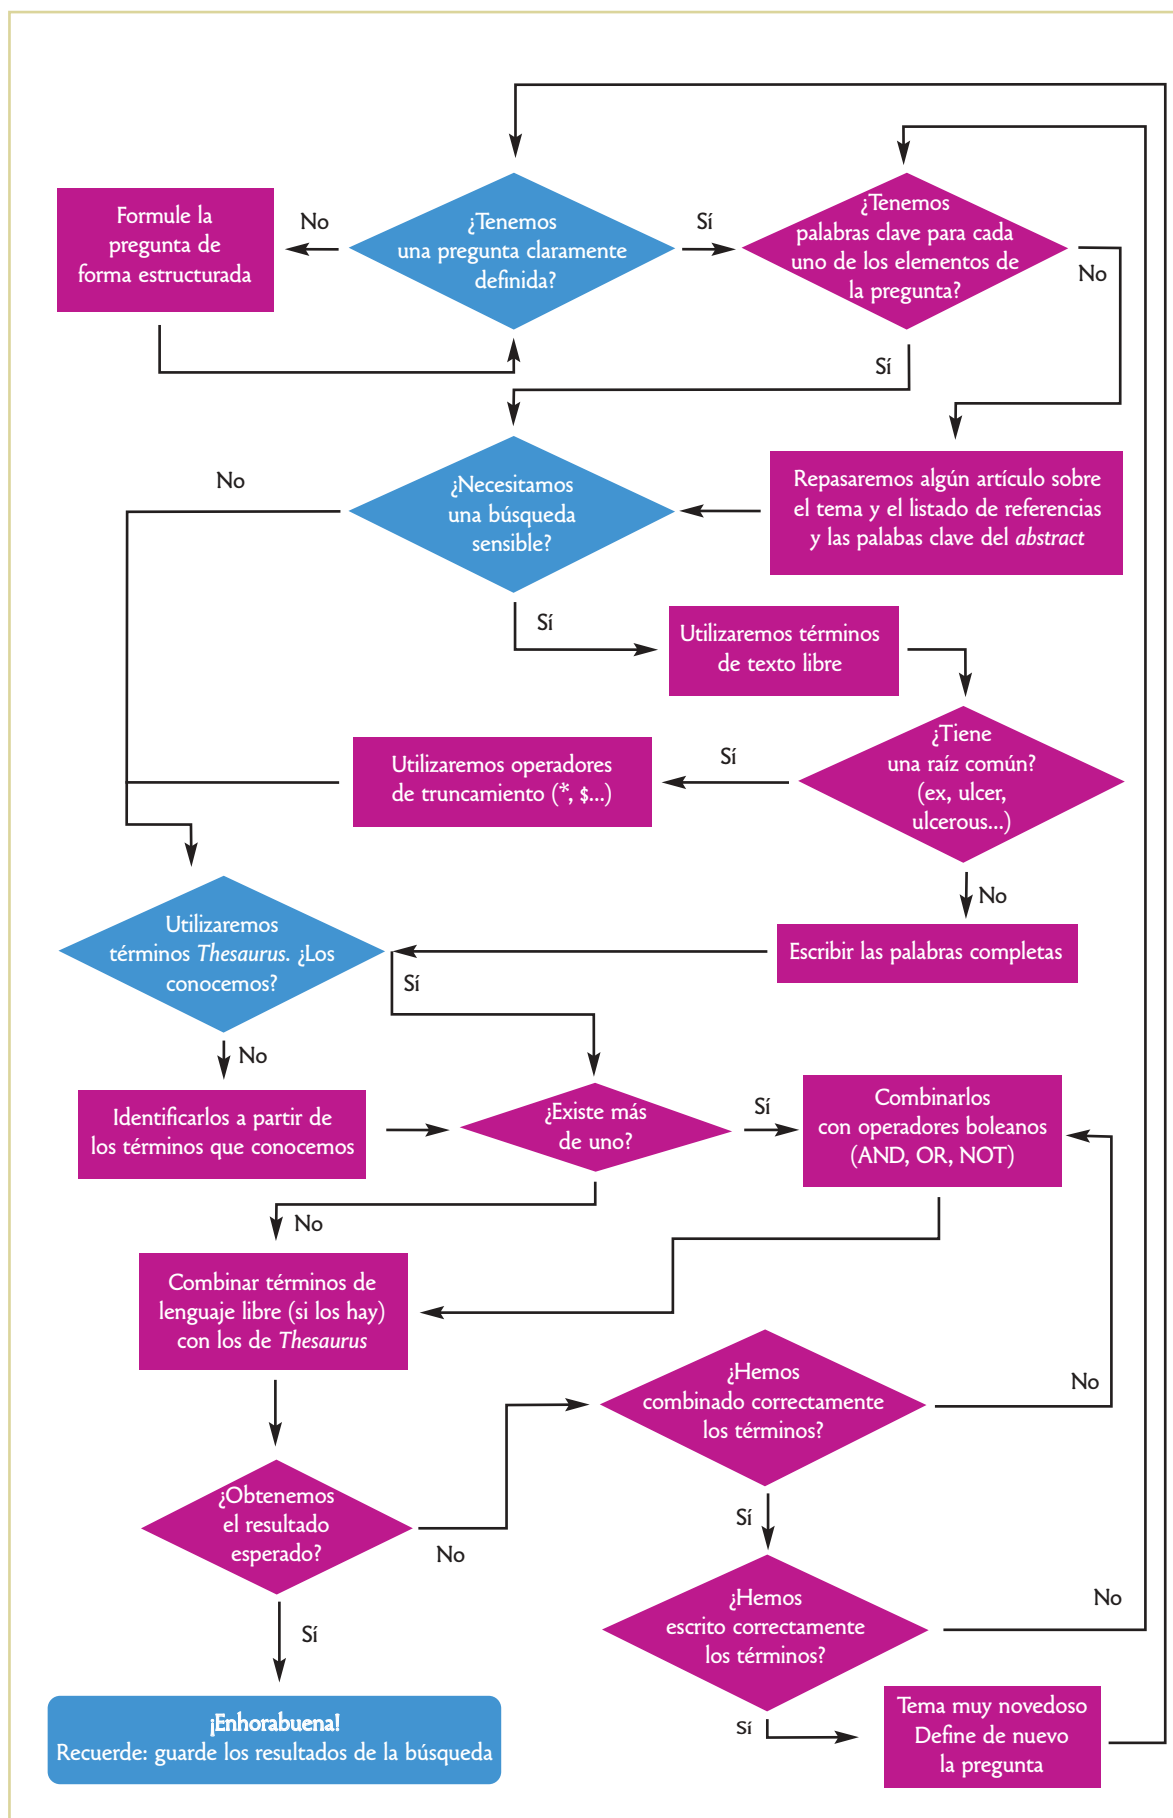 Formule la
pregunta de
forma estructurada
No
¿Tenemos
una pregunta claramente
definida?
Sí
¿Tenemos
palabras clave para cada
uno de los elementos de
la pregunta?
No
Sí
No
¿Necesitamos
una búsqueda
sensible?
Repasaremos algún artículo sobre
el tema y el listado de referencias
y las palabas clave del abstract
Sí
Utilizaremos términos
de texto libre
Utilizaremos operadores
de truncamiento (*, $...)
Sí
¿Tiene
una raíz común?
(ex, ulcer,
ulcerous...)
No
Utilizaremos
términos Thesaurus. ¿Los
conocemos?
Sí
Escribir las palabras completas
No
Identificarlos a partir de
los términos que conocemos
¿Existe más
de uno?
Sí
Combinarlos
con operadores boleanos
(AND, OR, NOT)
No
Combinar términos de
lenguaje libre (si los hay)
con los de Thesaurus
¿Hemos
combinado correctamente
los términos?
No
¿Obtenemos
el resultado
esperado?
No
Sí
¿Hemos
escrito correctamente
los términos?
No
Sí
¡Enhorabuena!
Recuerde: guarde los resultados de la búsqueda
Sí
Tema muy novedoso
Define de nuevo
la pregunta